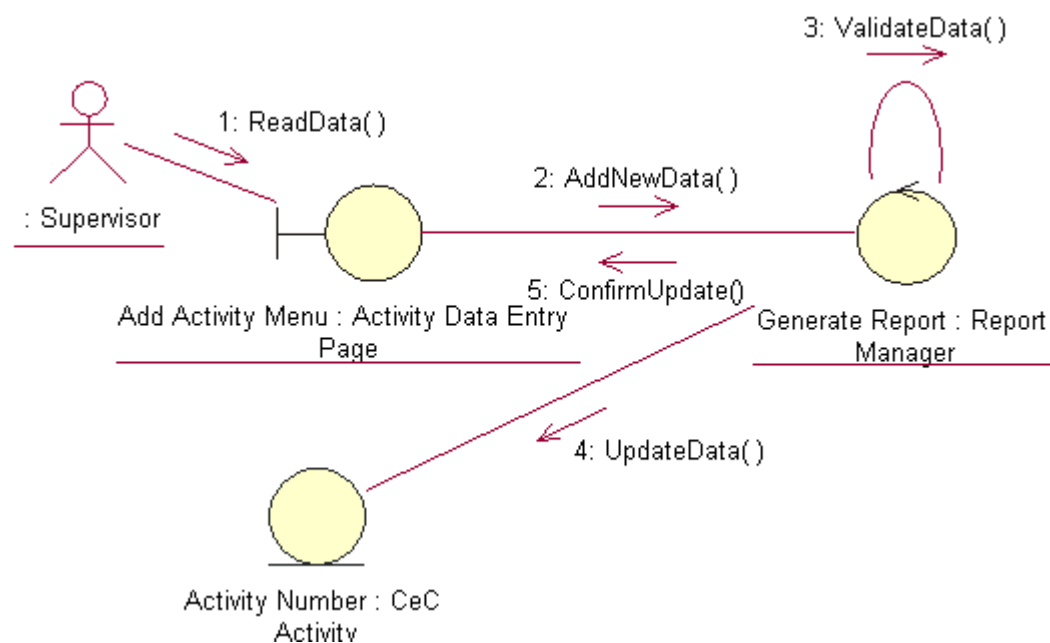 3: ValidateData( )
1: ReadData( )
2: AddNewData( )
: Supervisor
5: ConfirmUpdate()
Add Activity Menu : Activity Data Entry
Page
Generate Report : Report
Manager
4: UpdateData( )
Activity Number : CeC
Activity